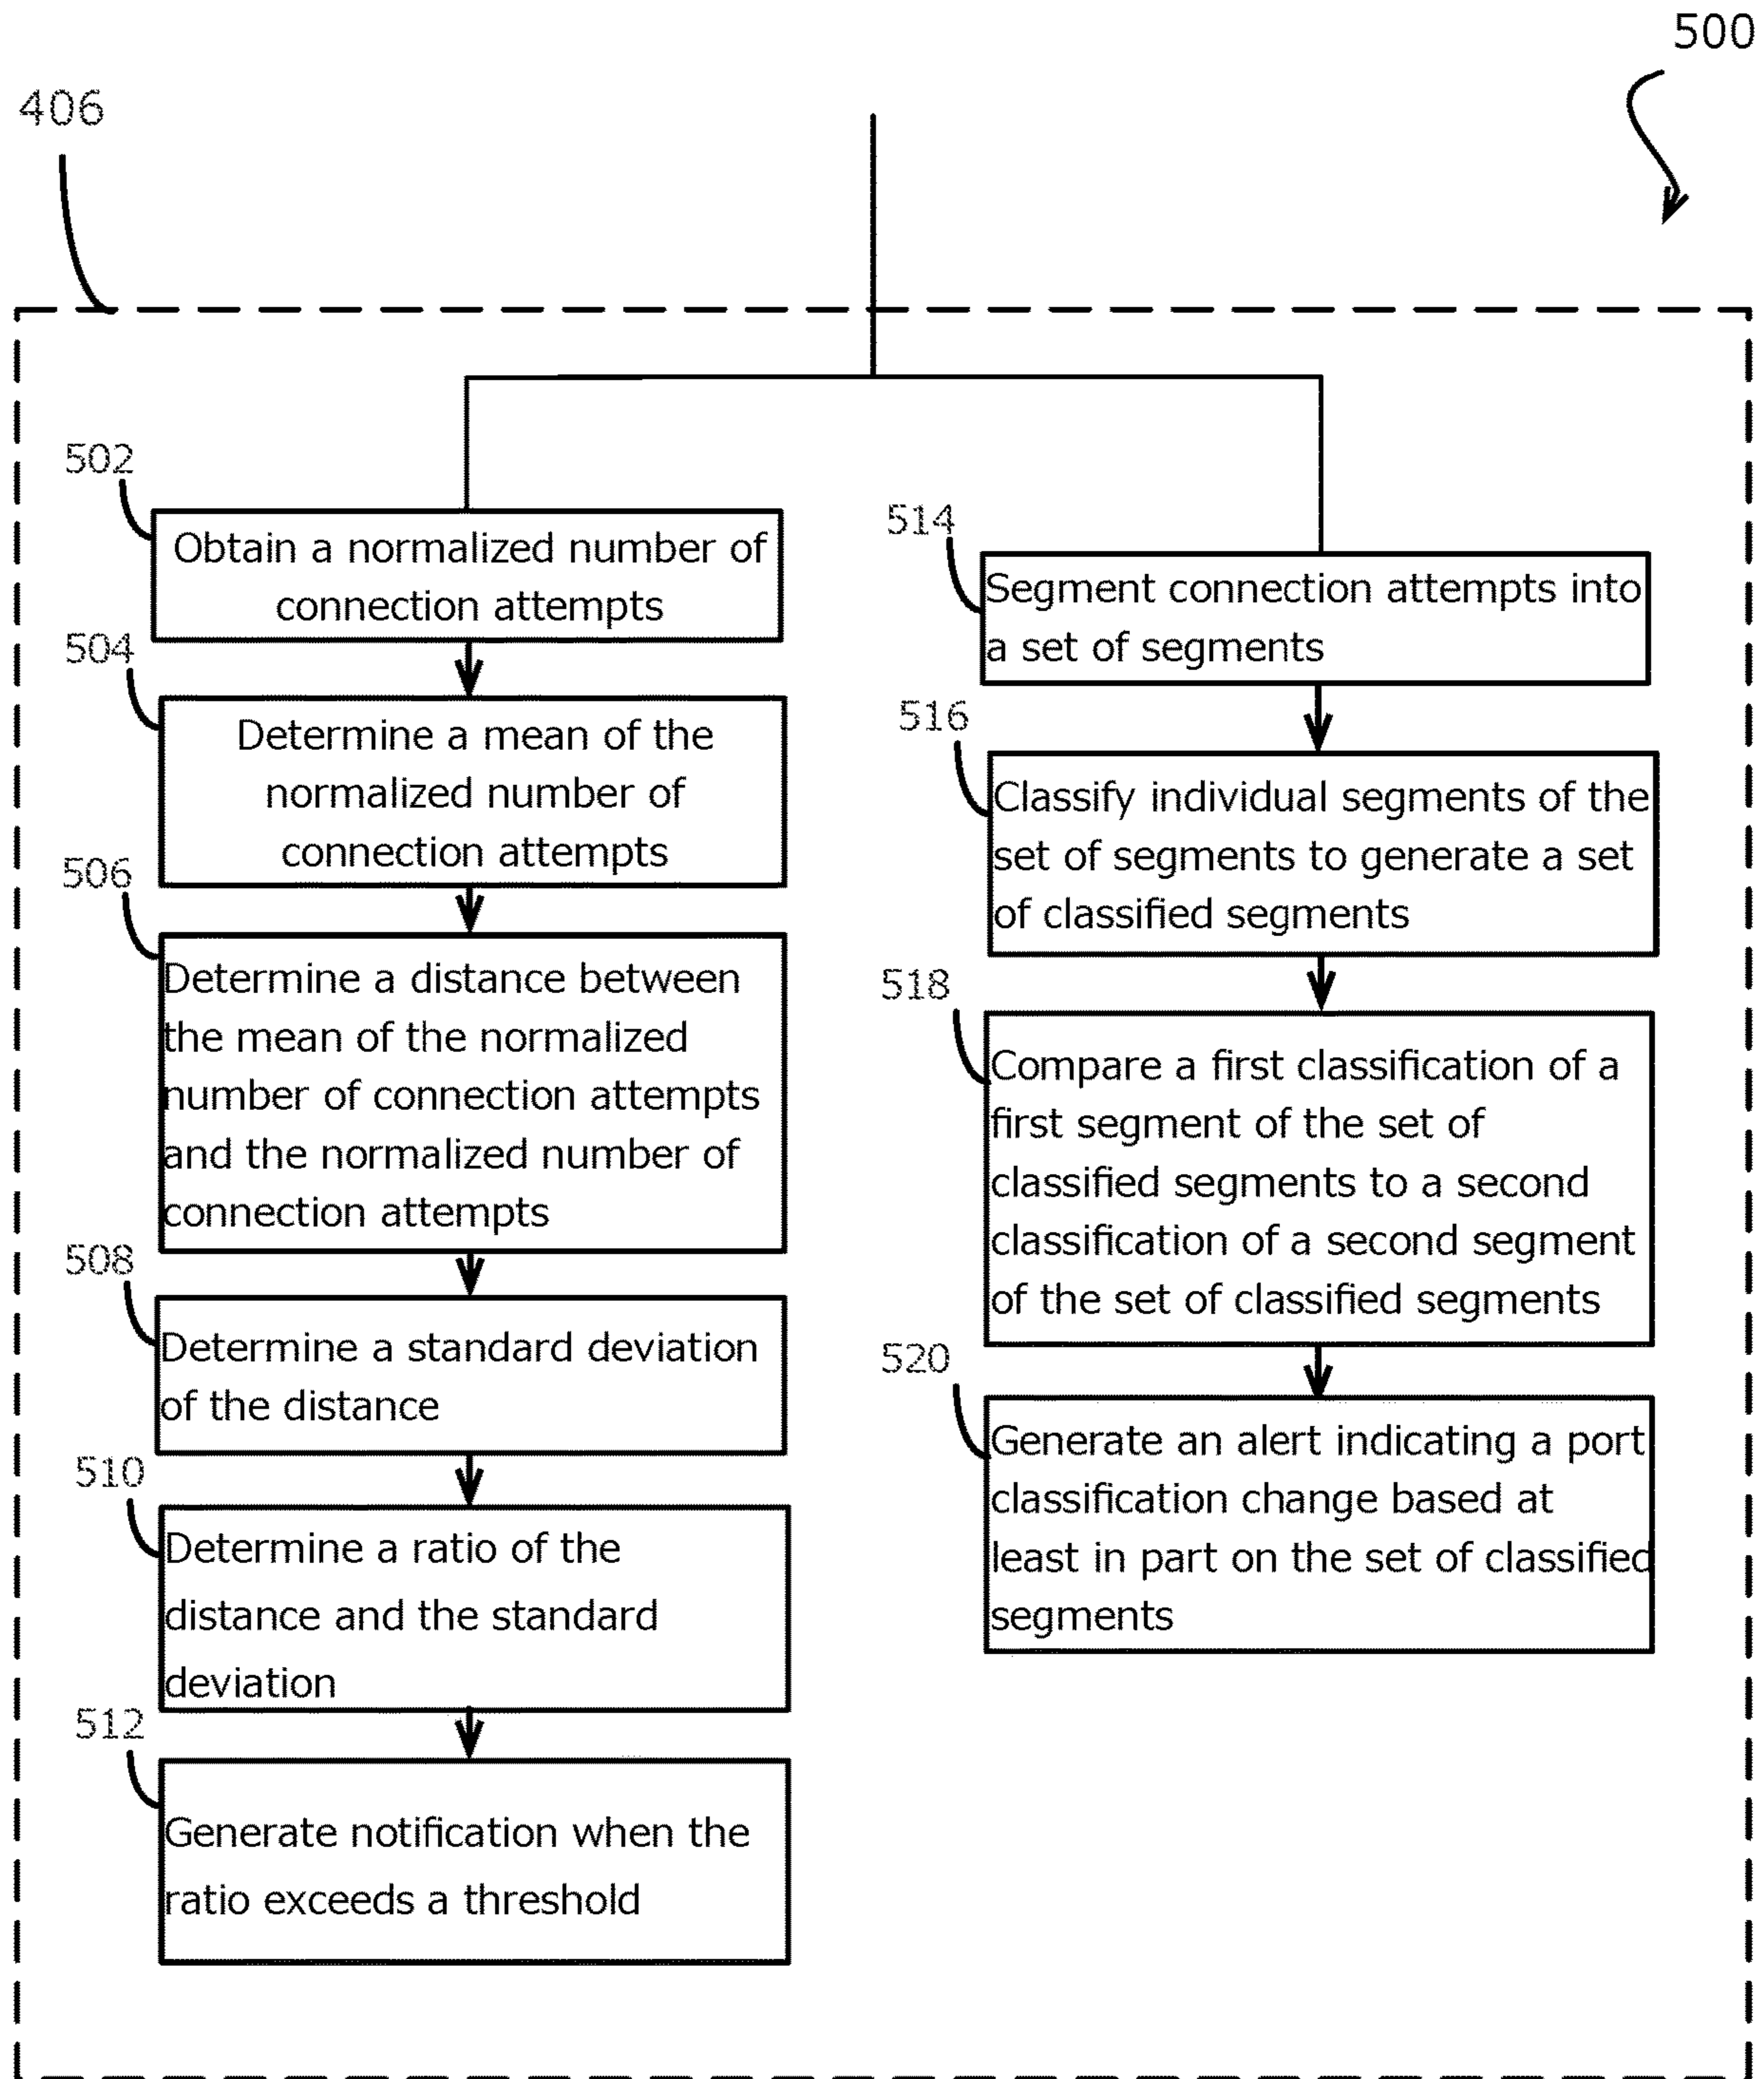 500
406
502
Obtain a normalized number of
connection attempts
504
Determine a mean of the
normalized number of
connection attempts
506
Determine a distance between
the mean of the normalized
number of connection attempts
and the normalized number of
connection attempts
508
Determine a standard deviation
of the distance
510
Determine a ratio of the
distance and the standard
deviation
512
Generate notification when the
ratio exceeds a threshold
514
Segment connection attempts into
a set of segments
516
Classify individual segments of the
set of segments to generate a set
of classified segments
518
Compare a first classification of a
first segment of the set of
classified segments to a second
classification of a second segment
of the set of classified segments
520
Generate an alert indicating a port
classification change based at
least in part on the set of classified
segments